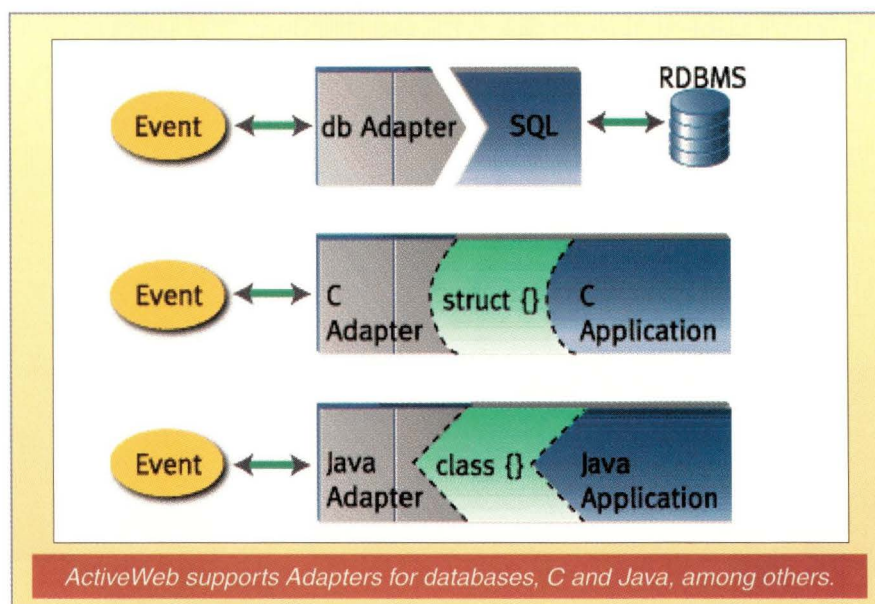 RDBMS
Event
db Adapter
SQL
Event
C
Adapter
struct {}
C
Application
Event
Java
Adapter
class {}
Java
Application
ActiveWeb supports Adapters for databases, C and Java, among others.